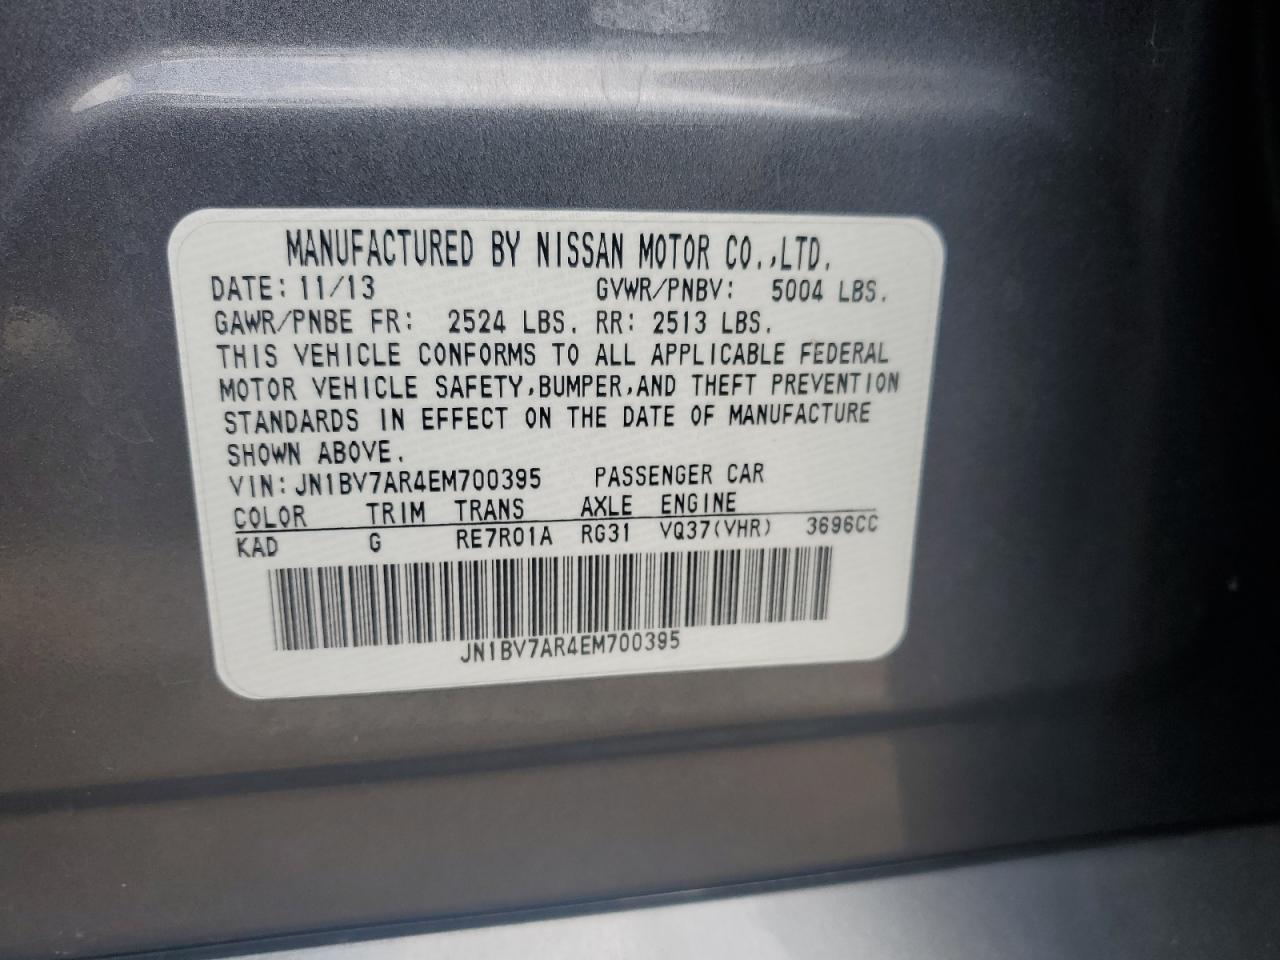 MANUFACTURED BY NISSAN MOTOR CO.,LTD.
DATE: 11/13 GVWR/PNBV: 5004 LBS.
GAWR/PNBE FR: 2524 LBS. RR: 2513 LBS.
THIS VEHICLE CONFORMS TO ALL APPLICABLE FEDERAL
MOTOR VEHICLE SAFETY,BUMPER,AND THEFT PREVENTION
STANDARDS IN EFFECT ON THE DATE OF MANUFACTURE
SHOWN ABOVE.
VIN: JN1BV7AR4EM700395 PASSENGER CAR
COLOR TRIM TRANS AXLE ENGINE
KAD G RE7R01A RG31 VQ37(VHR) 3696CC
JN1BV7AR4EM700395